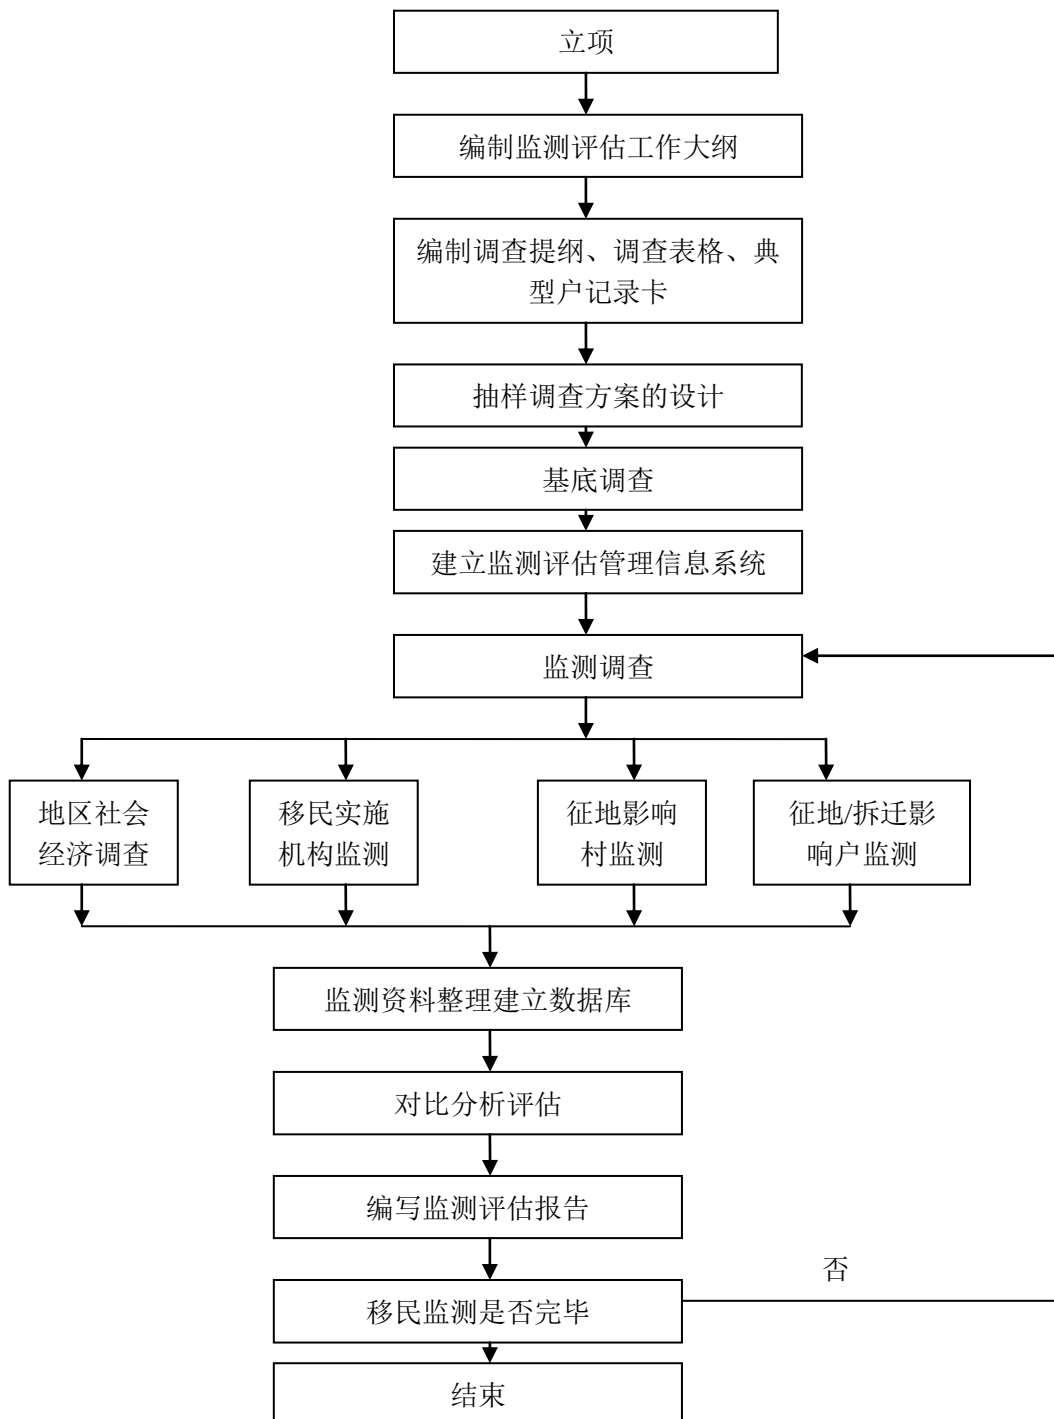 立项
编制监测评估工作大纲
编制调查提纲、调查表格、典
型户记录卡
抽样调查方案的设计
基底调查
建立监测评估管理信息系统
监测调查
地区社会
经济调查
移民实施
机构监测
征地影响
村监测
征地/拆迁影
响户监测
监测资料整理建立数据库
对比分析评估
编写监测评估报告
否
移民监测是否完毕
结束